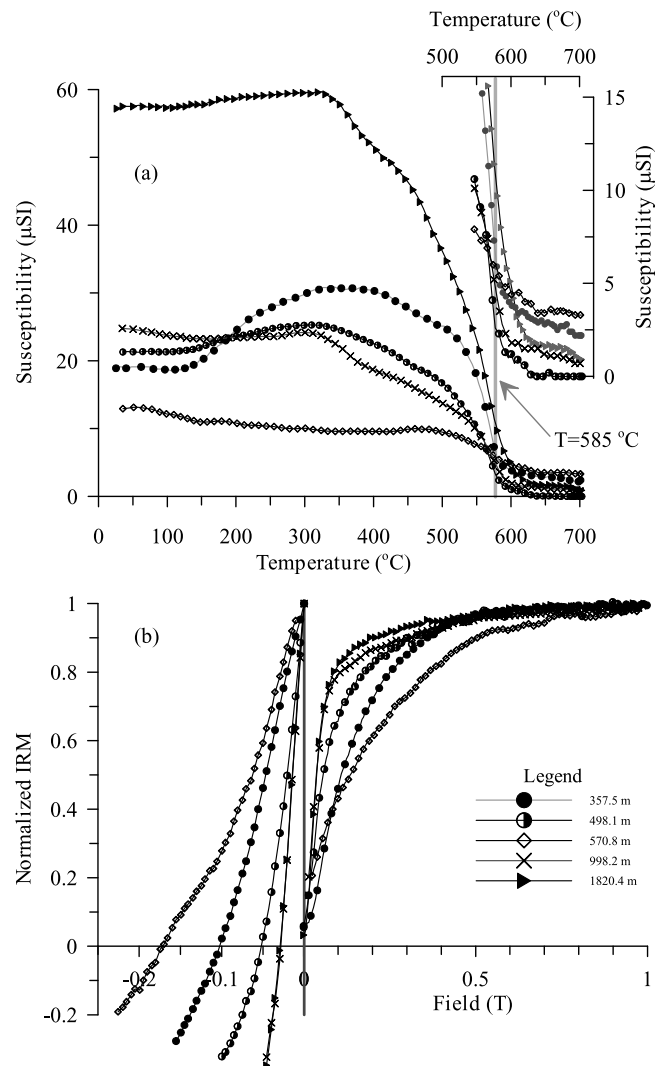 Temperature (°C)
500 600 700
60
15
(a)
10
Susceptibility (µSI)
Susceptibility (µSI)
40
5
20
0
T=585 °C
0
0 100 200 300 400 500 600 700
Temperature (°C)
1
(b)
0.8
0.6
Normalized IRM
0.4
Legend
357.5 m
498.1 m
570.8 m
998.2 m
1820.4 m
0.2
0
-0.2 -0.1 0 0.5 1
Field (T)
-0.2